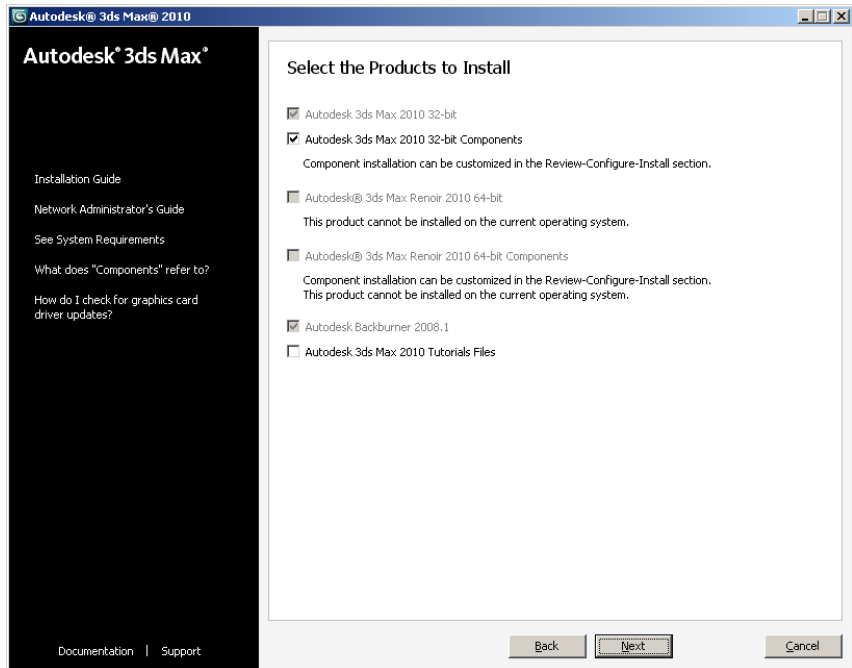 Autodesk® 3ds Max® 2010
Autodesk® 3ds Max®
Installation Guide
Network Administrator's Guide
See System Requirements
What does "Components" refer to?
How do I check for graphics card
driver updates?
Documentation | Support
Select the Products to Install
Autodesk 3ds Max 2010 32-bit
Autodesk 3ds Max 2010 32-bit Components
Component installation can be customized in the Review-Configure-Install section.
Autodesk® 3ds Max Renoir 2010 64-bit
This product cannot be installed on the current operating system.
Autodesk® 3ds Max Renoir 2010 64-bit Components
Component installation can be customized in the Review-Configure-Install section.
This product cannot be installed on the current operating system.
Autodesk Backburner 2008.1
Autodesk 3ds Max 2010 Tutorials Files
Back
Next
Cancel